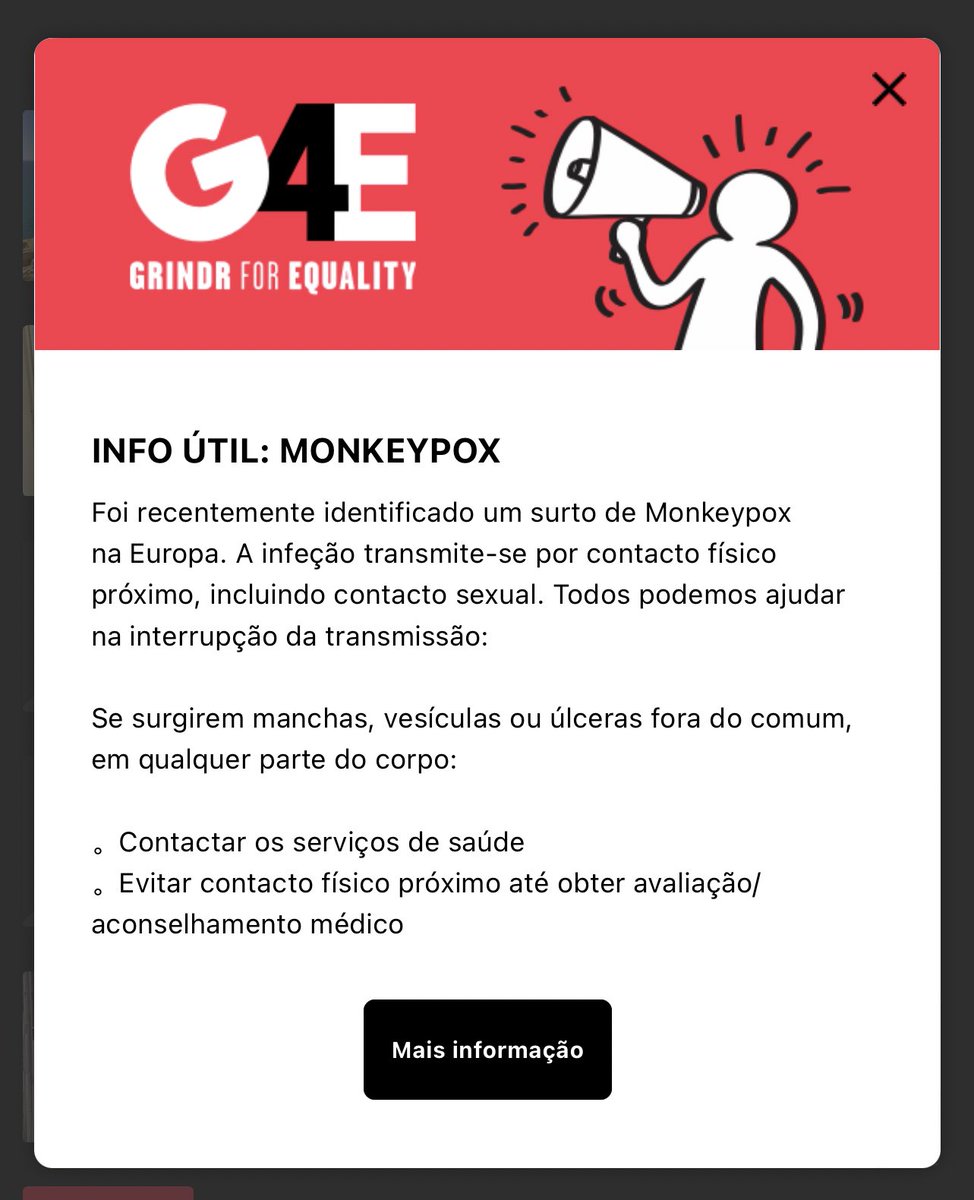 G4E
GRINDR FOR EQUALITY
INFO ÚTIL: MONKEYPOX
Foi recentemente identificado um surto de Monkeypox
na Europa. A infeção transmite-se por contacto físico
próximo, incluindo contacto sexual. Todos podemos ajudar
na interrupção da transmissão:
Se surgirem manchas, vesículas ou úlceras fora do comum,
em qualquer parte do corpo:
。Contactar os serviços de saúde
。Evitar contacto físico próximo até obter avaliação/
aconselhamento médico
Mais informação